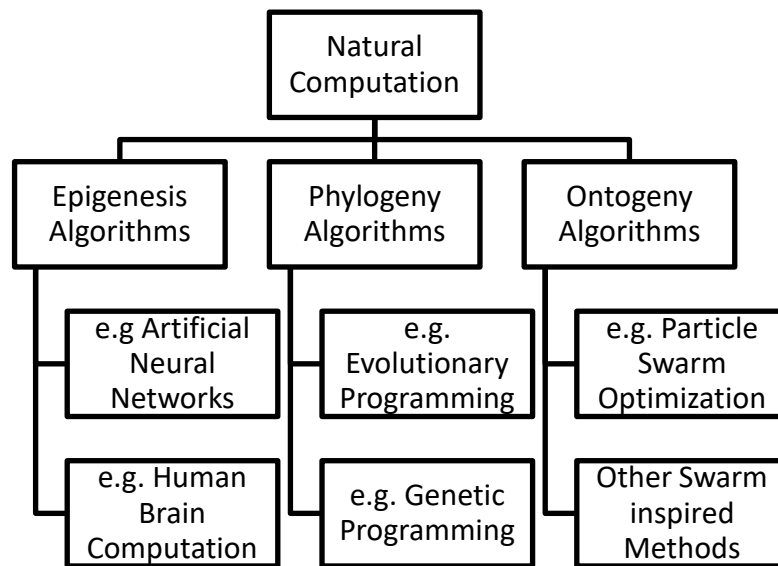 Natural
Computation
Epigenesis
Algorithms
Phylogeny
Algorithms
Ontogeny
Algorithms
e.g Artificial
Neural
Networks
e.g.
Evolutionary
Programming
e.g. Particle
Swarm
Optimization
e.g. Human
Brain
Computation
e.g. Genetic
Programming
Other Swarm
inspired
Methods